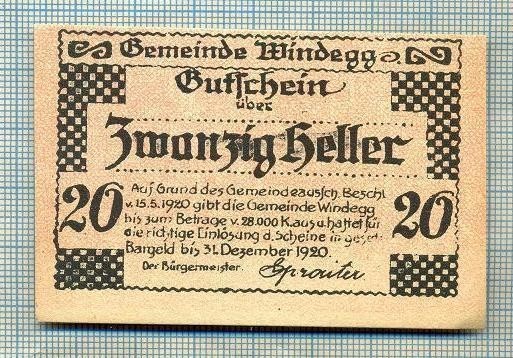 Gemeinde Windegg
Gutschein
über
Zwanzig Heller
20
Auf Grund des Gemeindeaussch. Beschl.
v. 15.5.1920 gibt die Gemeinde Windegg
bis zum Betrage v. 28.000 K. aus u. haftet für
die richtige Einlösung d. Scheine in gesetz.
Bargeld bis 31. Dezember 1920.
20
Der Bürgermeister: